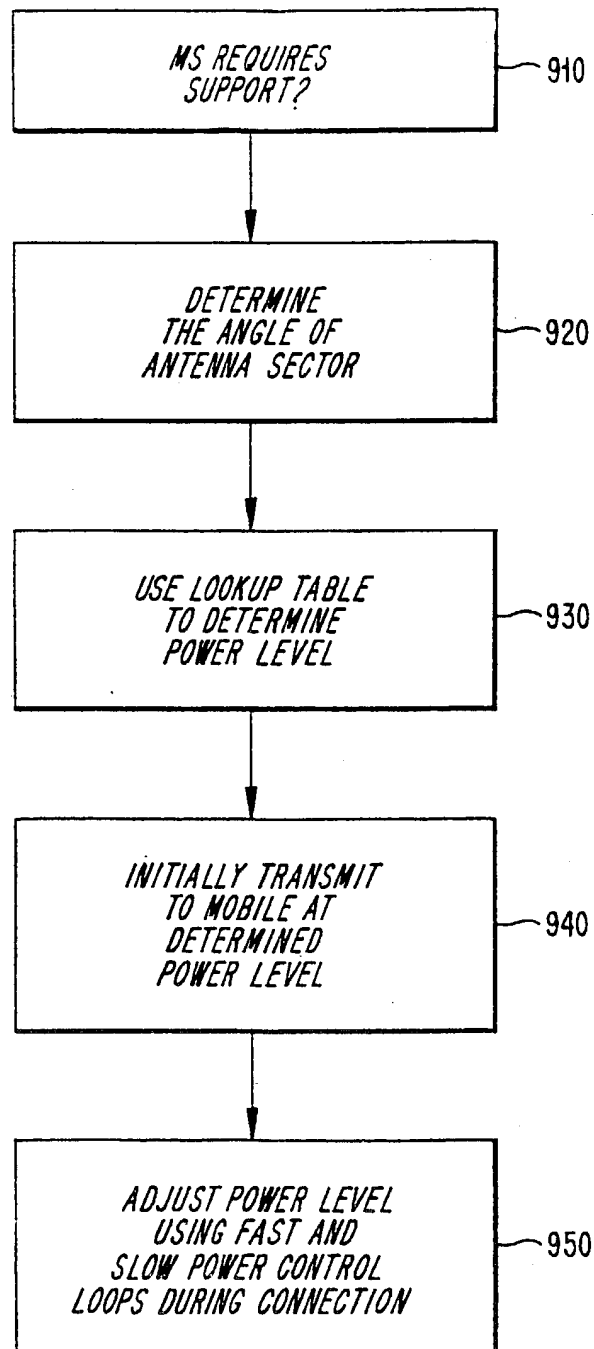 MS REQUIRES
SUPPORT?
910
DETERMINE
THE ANGLE OF
ANTENNA SECTOR
920
USE LOOKUP TABLE
TO DETERMINE
POWER LEVEL
930
INITIALLY TRANSMIT
TO MOBILE AT
DETERMINED
POWER LEVEL
940
ADJUST POWER LEVEL
USING FAST AND
SLOW POWER CONTROL
LOOPS DURING CONNECTION
950